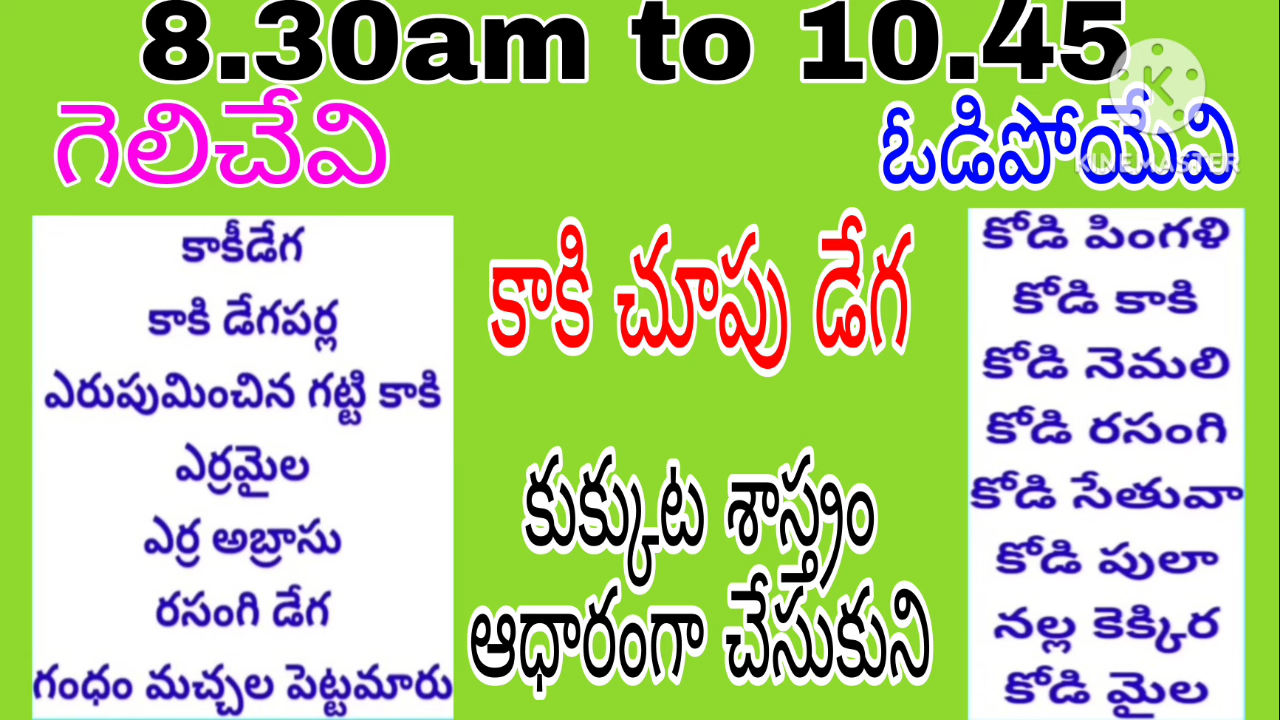 8.30am to 10.45
గెలిచేవి
ఓడిపోయేవి
KINEMASTER
కాకీడేగ
కాకి డేగపర్ల
ఎరుపుమించిన గట్టి కాకి
ఎర్రమైల
ఎర్ర అబ్రాసు
రసంగి డేగ
గంధం మచ్చల పెట్టమారు
కాకి చూపు డేగ
కుక్కుట శాస్త్రం
ఆధారంగా చేసుకుని
కోడి పింగళి
కోడి కాకి
కోడి నెమలి
కోడి రసంగి
కోడి సేతువా
కోడి పులా
నల్ల కెక్కిర
కోడి మైల